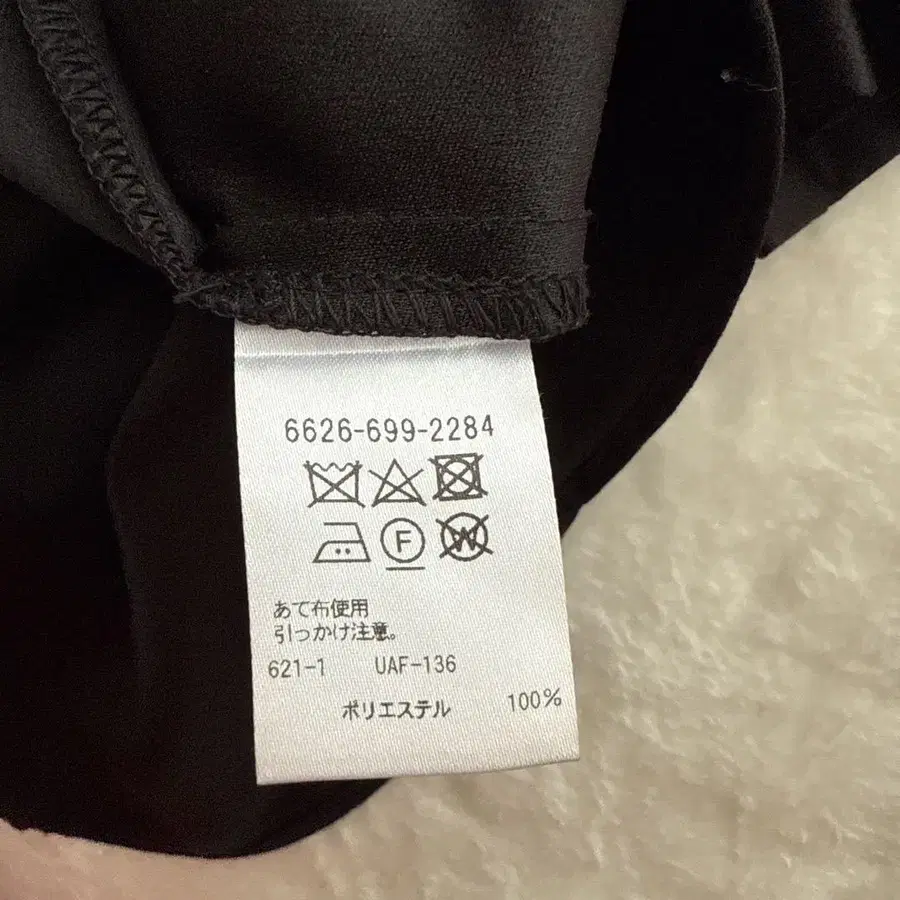 6626-699-2284
F W
あて布使用
引っかけ注意。
621-1 UAF-136
ポリエステル 100%